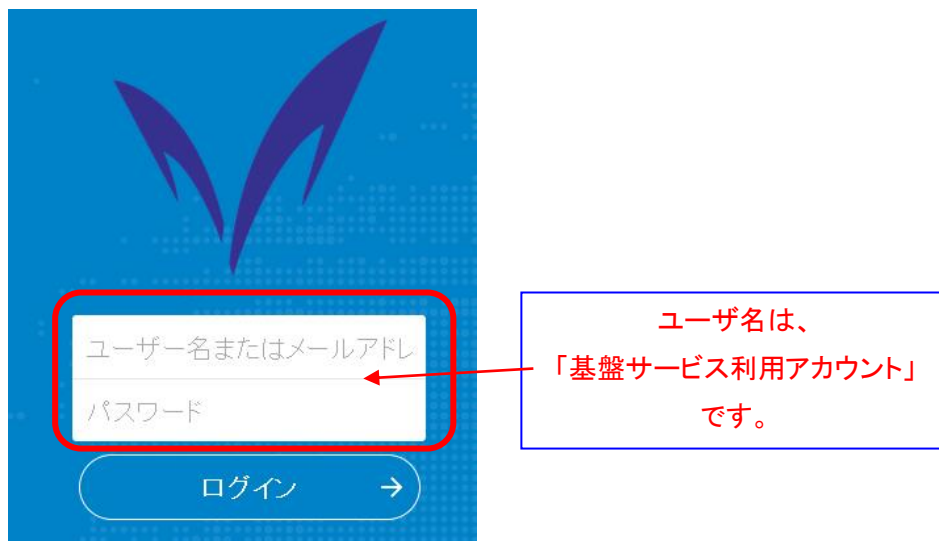 ユーザー名またはメールアドレ
パスワード
ログイン
ユーザ名は、
「基盤サービス利用アカウント」
です。